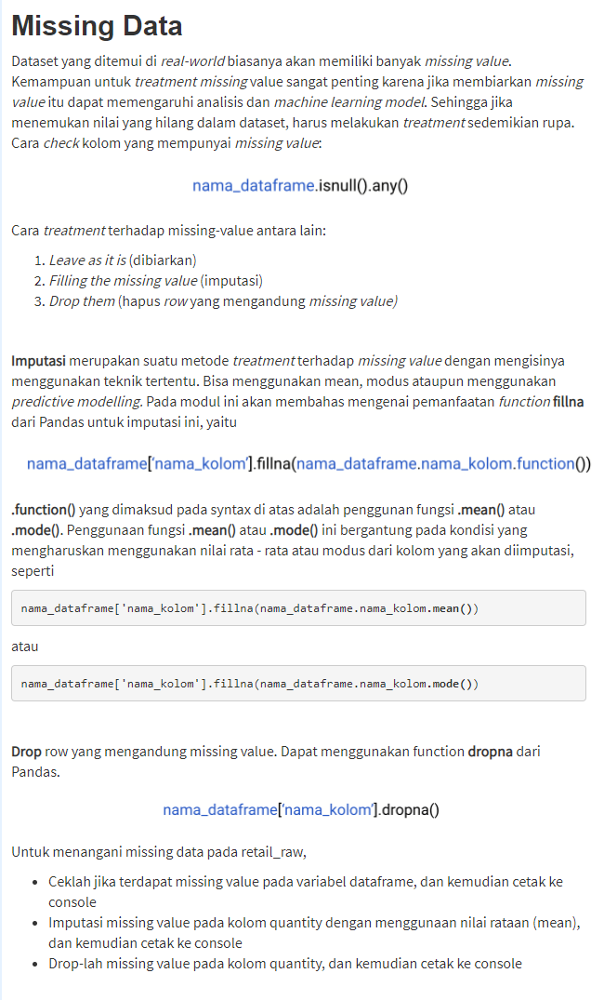 Missing Data
Dataset yang ditemui di real-world biasanya akan memiliki banyak missing value.
Kemampuan untuk treatment missing value sangat penting karena jika membiarkan missing
value itu dapat memengaruhi analisis dan machine learning model. Sehingga jika
menemukan nilai yang hilang dalam dataset, harus melakukan treatment sedemikian rupa.
Cara check kolom yang mempunyai missing value:
nama_dataframe.isnull().any()
Cara treatment terhadap missing-value antara lain:
1. Leave as it is (dibiarkan)
2. Filling the missing value (imputasi)
3. Drop them (hapus row yang mengandung missing value)
Imputasi merupakan suatu metode treatment terhadap missing value dengan mengisinya
menggunakan teknik tertentu. Bisa menggunakan mean, modus ataupun menggunakan
predictive modelling. Pada modul ini akan membahas mengenai pemanfaatan function fillna
dari Pandas untuk imputasi ini, yaitu
nama_dataframe['nama_kolom'].fillna(nama_dataframe.nama_kolom.function())
.function() yang dimaksud pada syntax di atas adalah penggunan fungsi .mean() atau
.mode(). Penggunaan fungsi .mean() atau .mode() ini bergantung pada kondisi yang
mengharuskan menggunakan nilai rata - rata atau modus dari kolom yang akan diimputasi,
seperti
nama_dataframe['nama_kolom'].fillna(nama_dataframe.nama_kolom.mean())
atau
nama_dataframe['nama_kolom'].fillna(nama_dataframe.nama_kolom.mode())
Drop row yang mengandung missing value. Dapat menggunakan function dropna dari
Pandas.
nama_dataframe['nama_kolom'].dropna()
Untuk menangani missing data pada retail_raw,
• Ceklah jika terdapat missing value pada variabel dataframe, dan kemudian cetak ke
console
• Imputasi missing value pada kolom quantity dengan menggunaan nilai rataan (mean),
dan kemudian cetak ke console
• Drop-lah missing value pada kolom quantity, dan kemudian cetak ke console